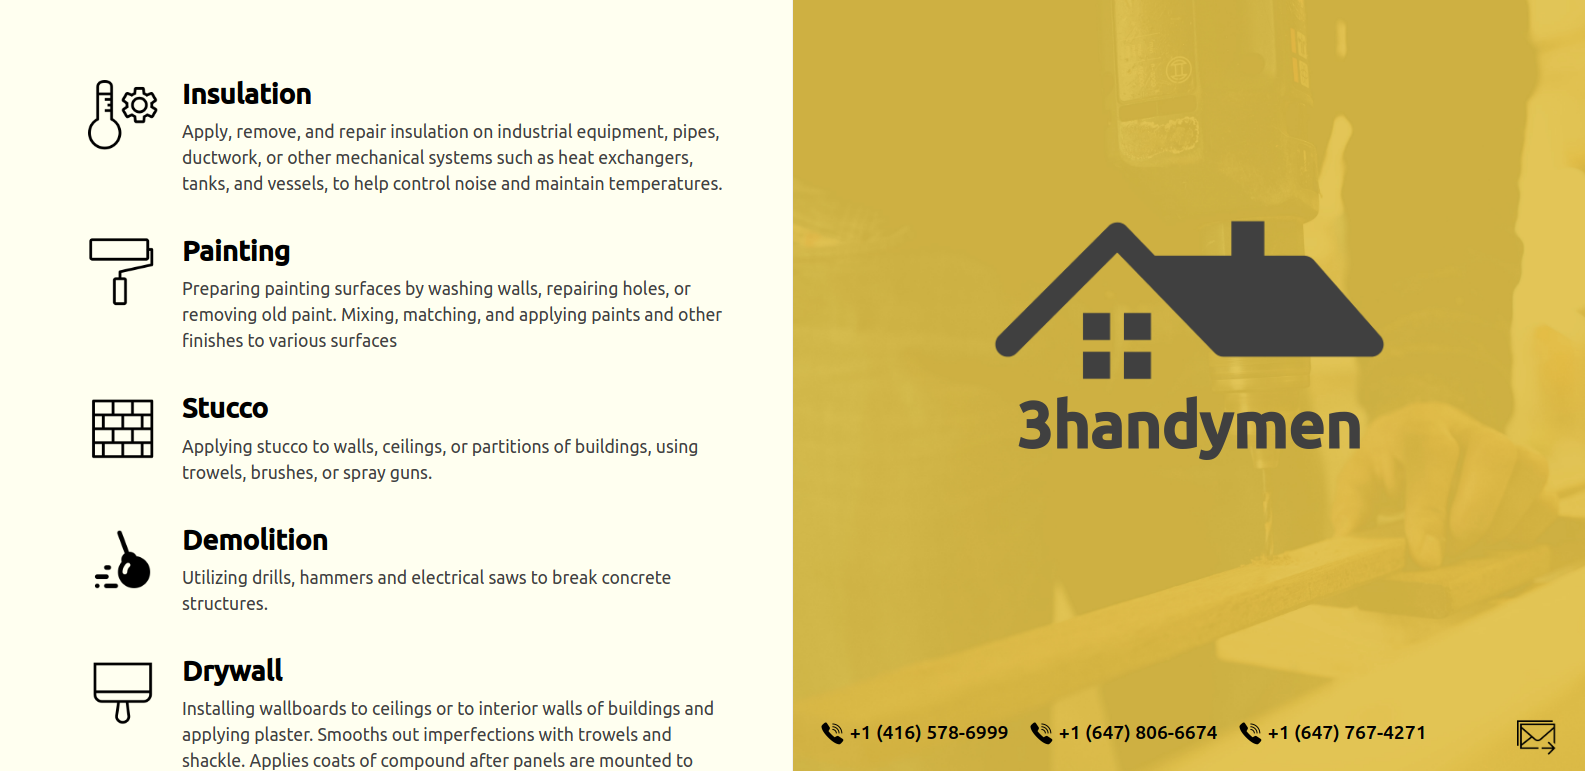 Insulation
Apply, remove, and repair insulation on industrial equipment, pipes,
ductwork, or other mechanical systems such as heat exchangers,
tanks, and vessels, to help control noise and maintain temperatures.
Painting
Preparing painting surfaces by washing walls, repairing holes, or
removing old paint. Mixing, matching, and applying paints and other
finishes to various surfaces
Stucco
Applying stucco to walls, ceilings, or partitions of buildings, using
trowels, brushes, or spray guns.
Demolition
Utilizing drills, hammers and electrical saws to break concrete
structures.
Drywall
Installing wallboards to ceilings or to interior walls of buildings and
applying plaster. Smooths out imperfections with trowels and
shackle. Applies coats of compound after panels are mounted to
3handymen
+1 (416) 578-6999 +1 (647) 806-6674 +1 (647) 767-4271